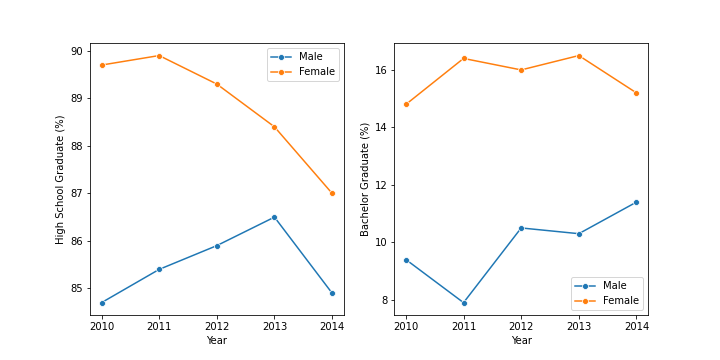 90
89
88
87
86
85
High School Graduate (%)
2010 2011 2012 2013 2014
Year
Male
Female
16
14
12
10
8
Bachelor Graduate (%)
2010 2011 2012 2013 2014
Year
Male
Female